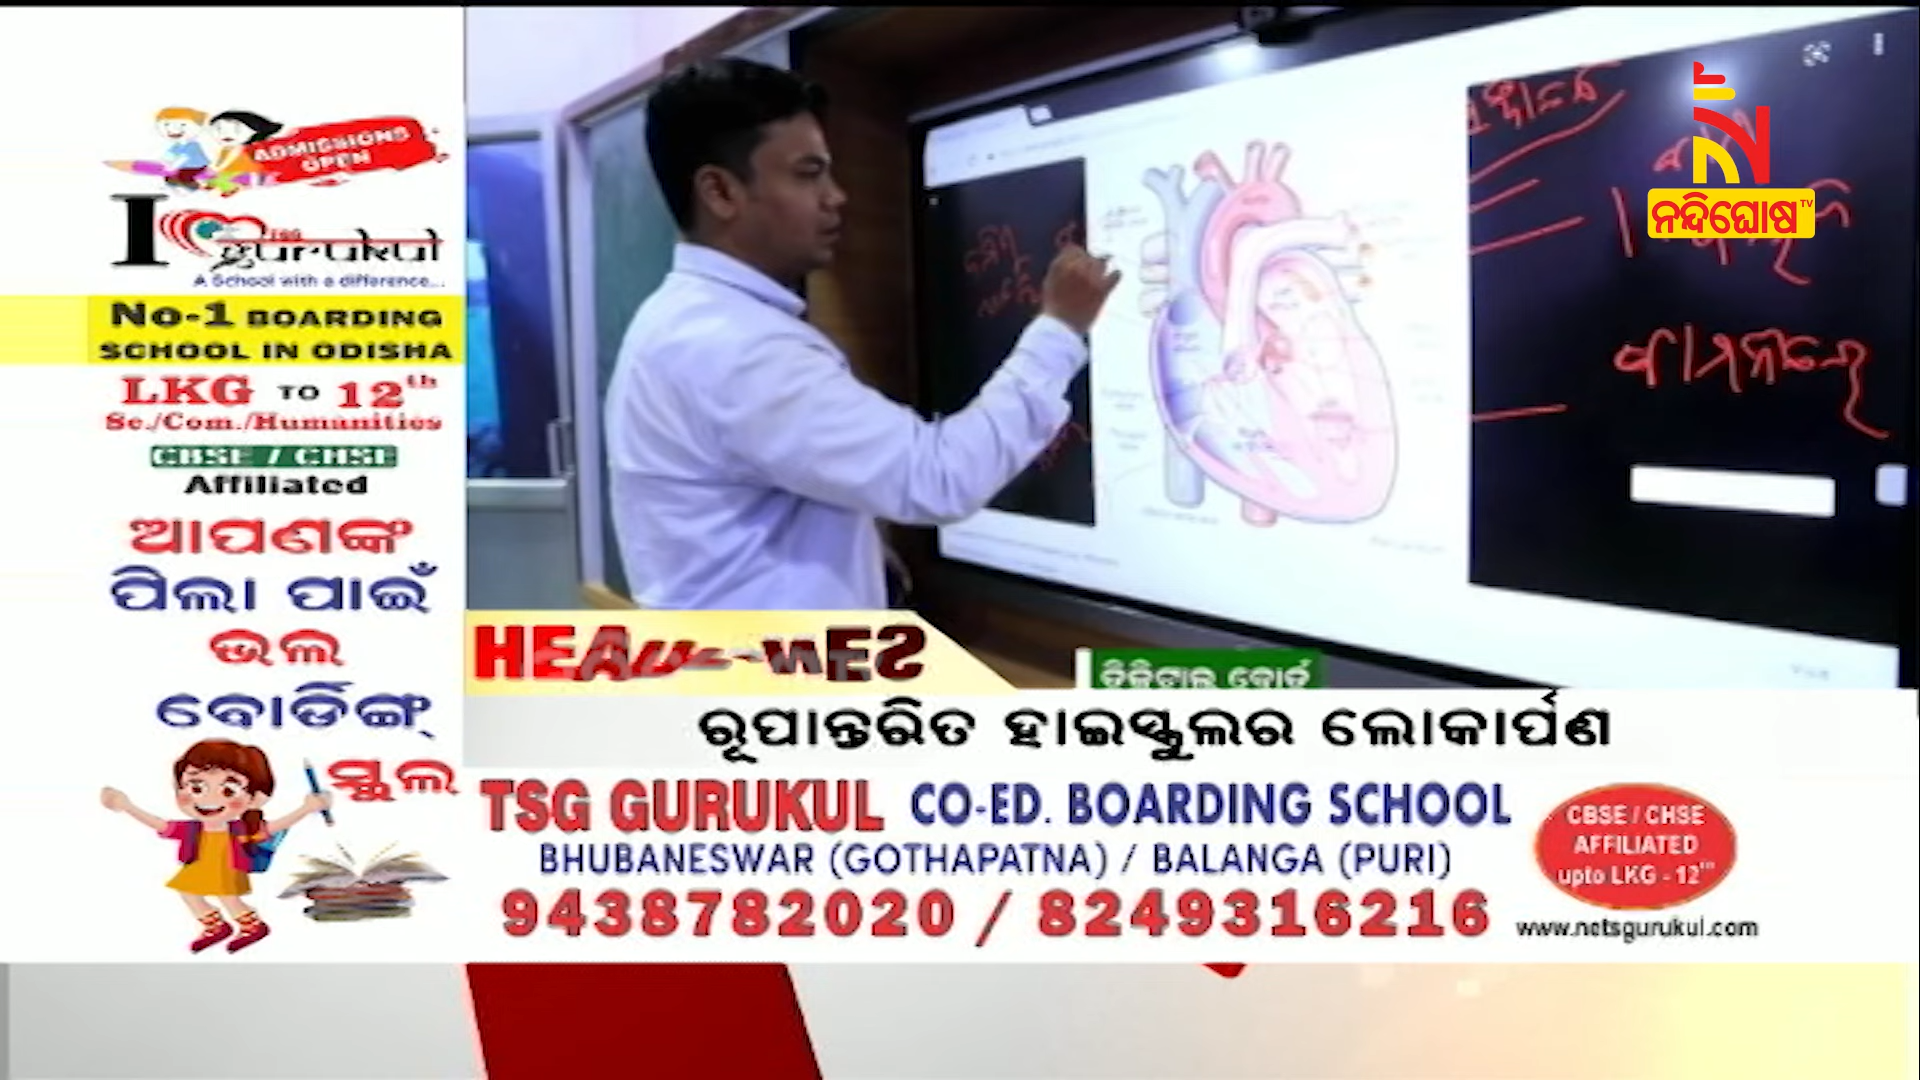 ADMISSIONS
OPEN
I
TSG
gurukul
A School with a difference...
No-1 BOARDING
SCHOOL IN ODISHA
LKG TO 12th
Sc./Com./Humanities
CBSE / CHSE
Affiliated
ଆପଣଙ୍କ
ପିଲା ପାଇଁ
ଭଲ
ବୋର୍ଡିଙ୍ଗ୍
ସ୍କୁଲ
ନନ୍ଦିଘୋଷ TV
ଡିଜିଟାଲ ବୋର୍ଡ
ରୂପାନ୍ତରିତ ହାଇସ୍କୁଲର ଲୋକାର୍ପଣ
TSG GURUKUL CO-ED. BOARDING SCHOOL
BHUBANESWAR (GOTHAPATNA) / BALANGA (PURI)
9438782020 / 8249316216
CBSE / CHSE
AFFILIATED
upto LKG - 12th
www.netsgurukul.com